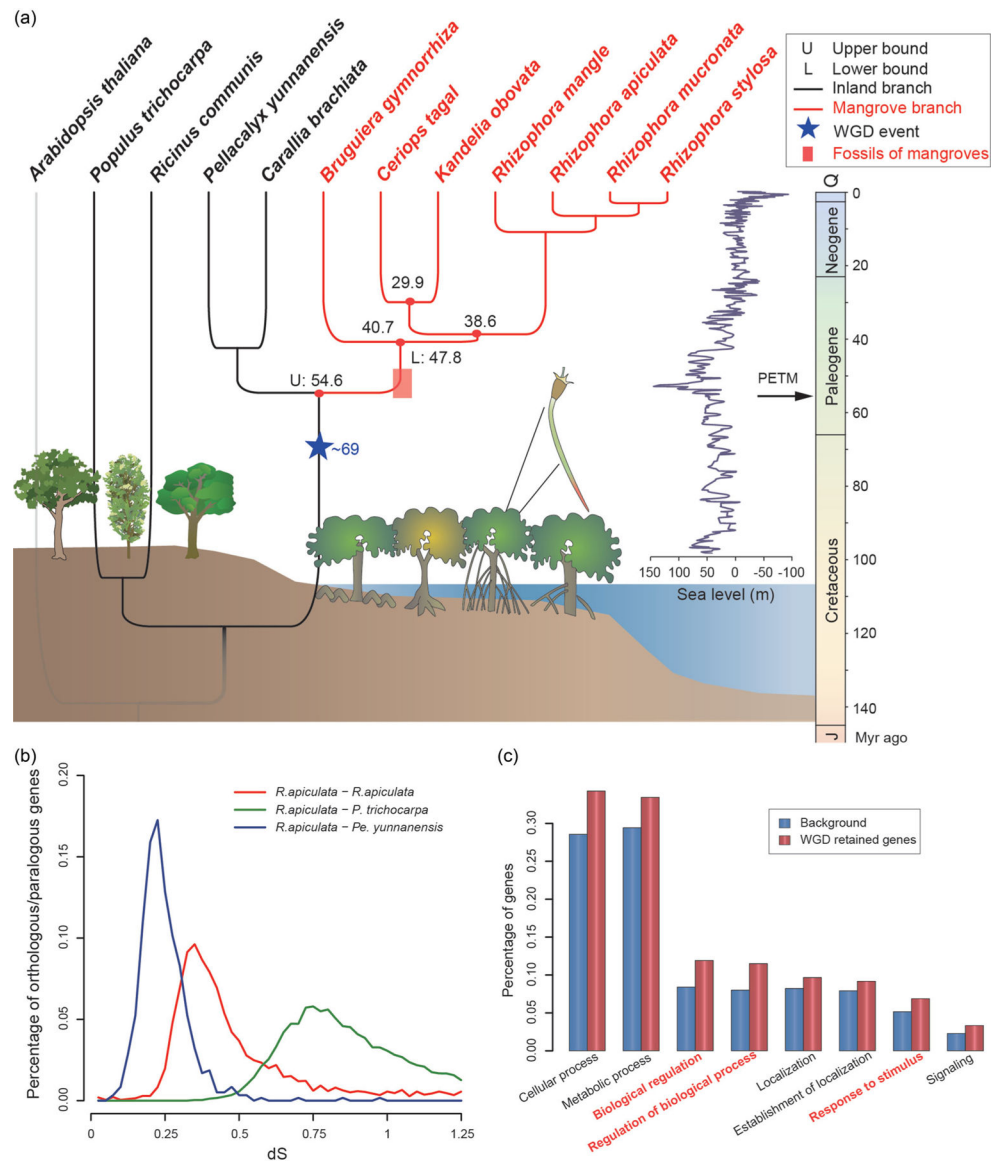 (a)
Arabidopsis thaliana
Populus trichocarpa
Ricinus communis
Pellacalyx yunnanensis
Carallia brachiata
Bruguiera gymnorrhiza
Ceriops tagal
Kandelia obovata
Rhizophora mangle
Rhizophora apiculata
Rhizophora mucronata
Rhizophora stylosa
U Upper bound
L Lower bound
Inland branch
Mangrove branch
WGD event
Fossils of mangroves
29.9
40.7
38.6
L: 47.8
U: 54.6
~69
PETM
150 100 50 0 -50 -100
Sea level (m)
Q
Neogene
Paleogene
Cretaceous
J
0
20
40
60
80
100
120
140
Myr ago
(b)
Percentage of orthologous/paralogous genes
0.20
0.15
0.10
0.05
0.00
R.apiculata − R.apiculata
R.apiculata − P. trichocarpa
R.apiculata − Pe. yunnanensis
0 0.25 0.5 0.75 1 1.25
dS
(c)
Percentage of genes
0.30
0.25
0.20
0.15
0.10
0.05
0.00
Background
WGD retained genes
Cellular process
Metabolic process
Biological regulation
Regulation of biological process
Localization
Establishment of localization
Response to stimulus
Signaling